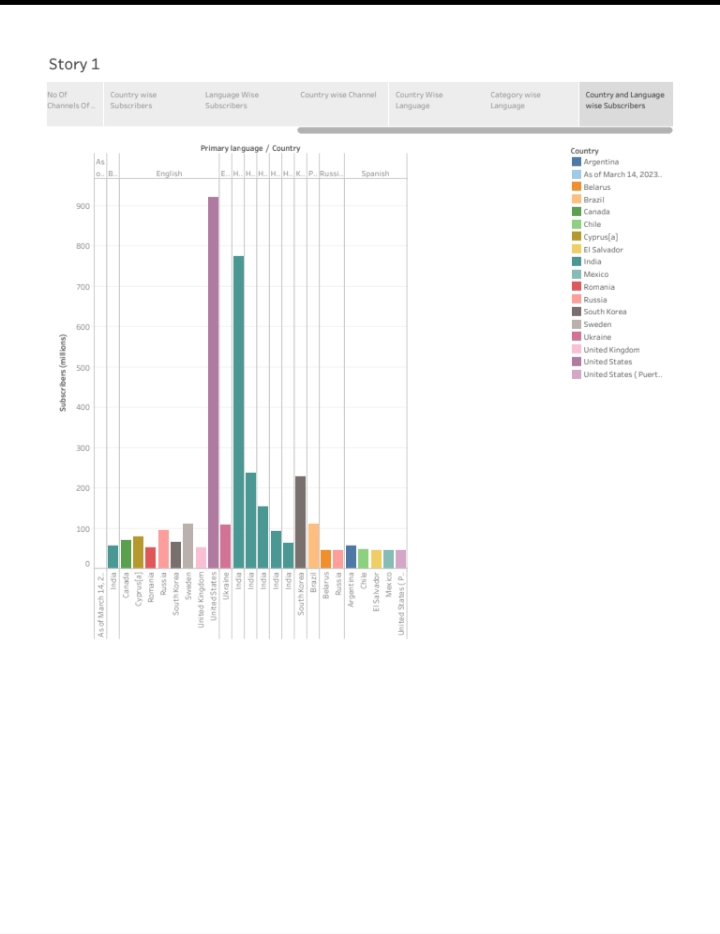 Story 1
No Of
Channels Of ..
Country wise
Subscribers
Language Wise
Subscribers
Country wise Channel
Country Wise
Language
Category wise
Language
Country and Language
wise Subscribers
Primary language / Country
As
o.. B.. English E.. H.. H.. H.. H.. H.. K.. P.. Russi.. Spanish
900
800
700
600
500
400
300
200
100
0
Subscribers (millions)
As of March 14, 2..
India
Canada
Cyprus[a]
Romania
Russia
South Korea
Sweden
United Kingdom
United States
Ukraine
India
India
India
India
India
South Korea
Brazil
Belarus
Russia
Argentina
Chile
El Salvador
Mexico
United States ( P..
Country
Argentina
As of March 14, 2023..
Belarus
Brazil
Canada
Chile
Cyprus[a]
El Salvador
India
Mexico
Romania
Russia
South Korea
Sweden
Ukraine
United Kingdom
United States
United States ( Puert..